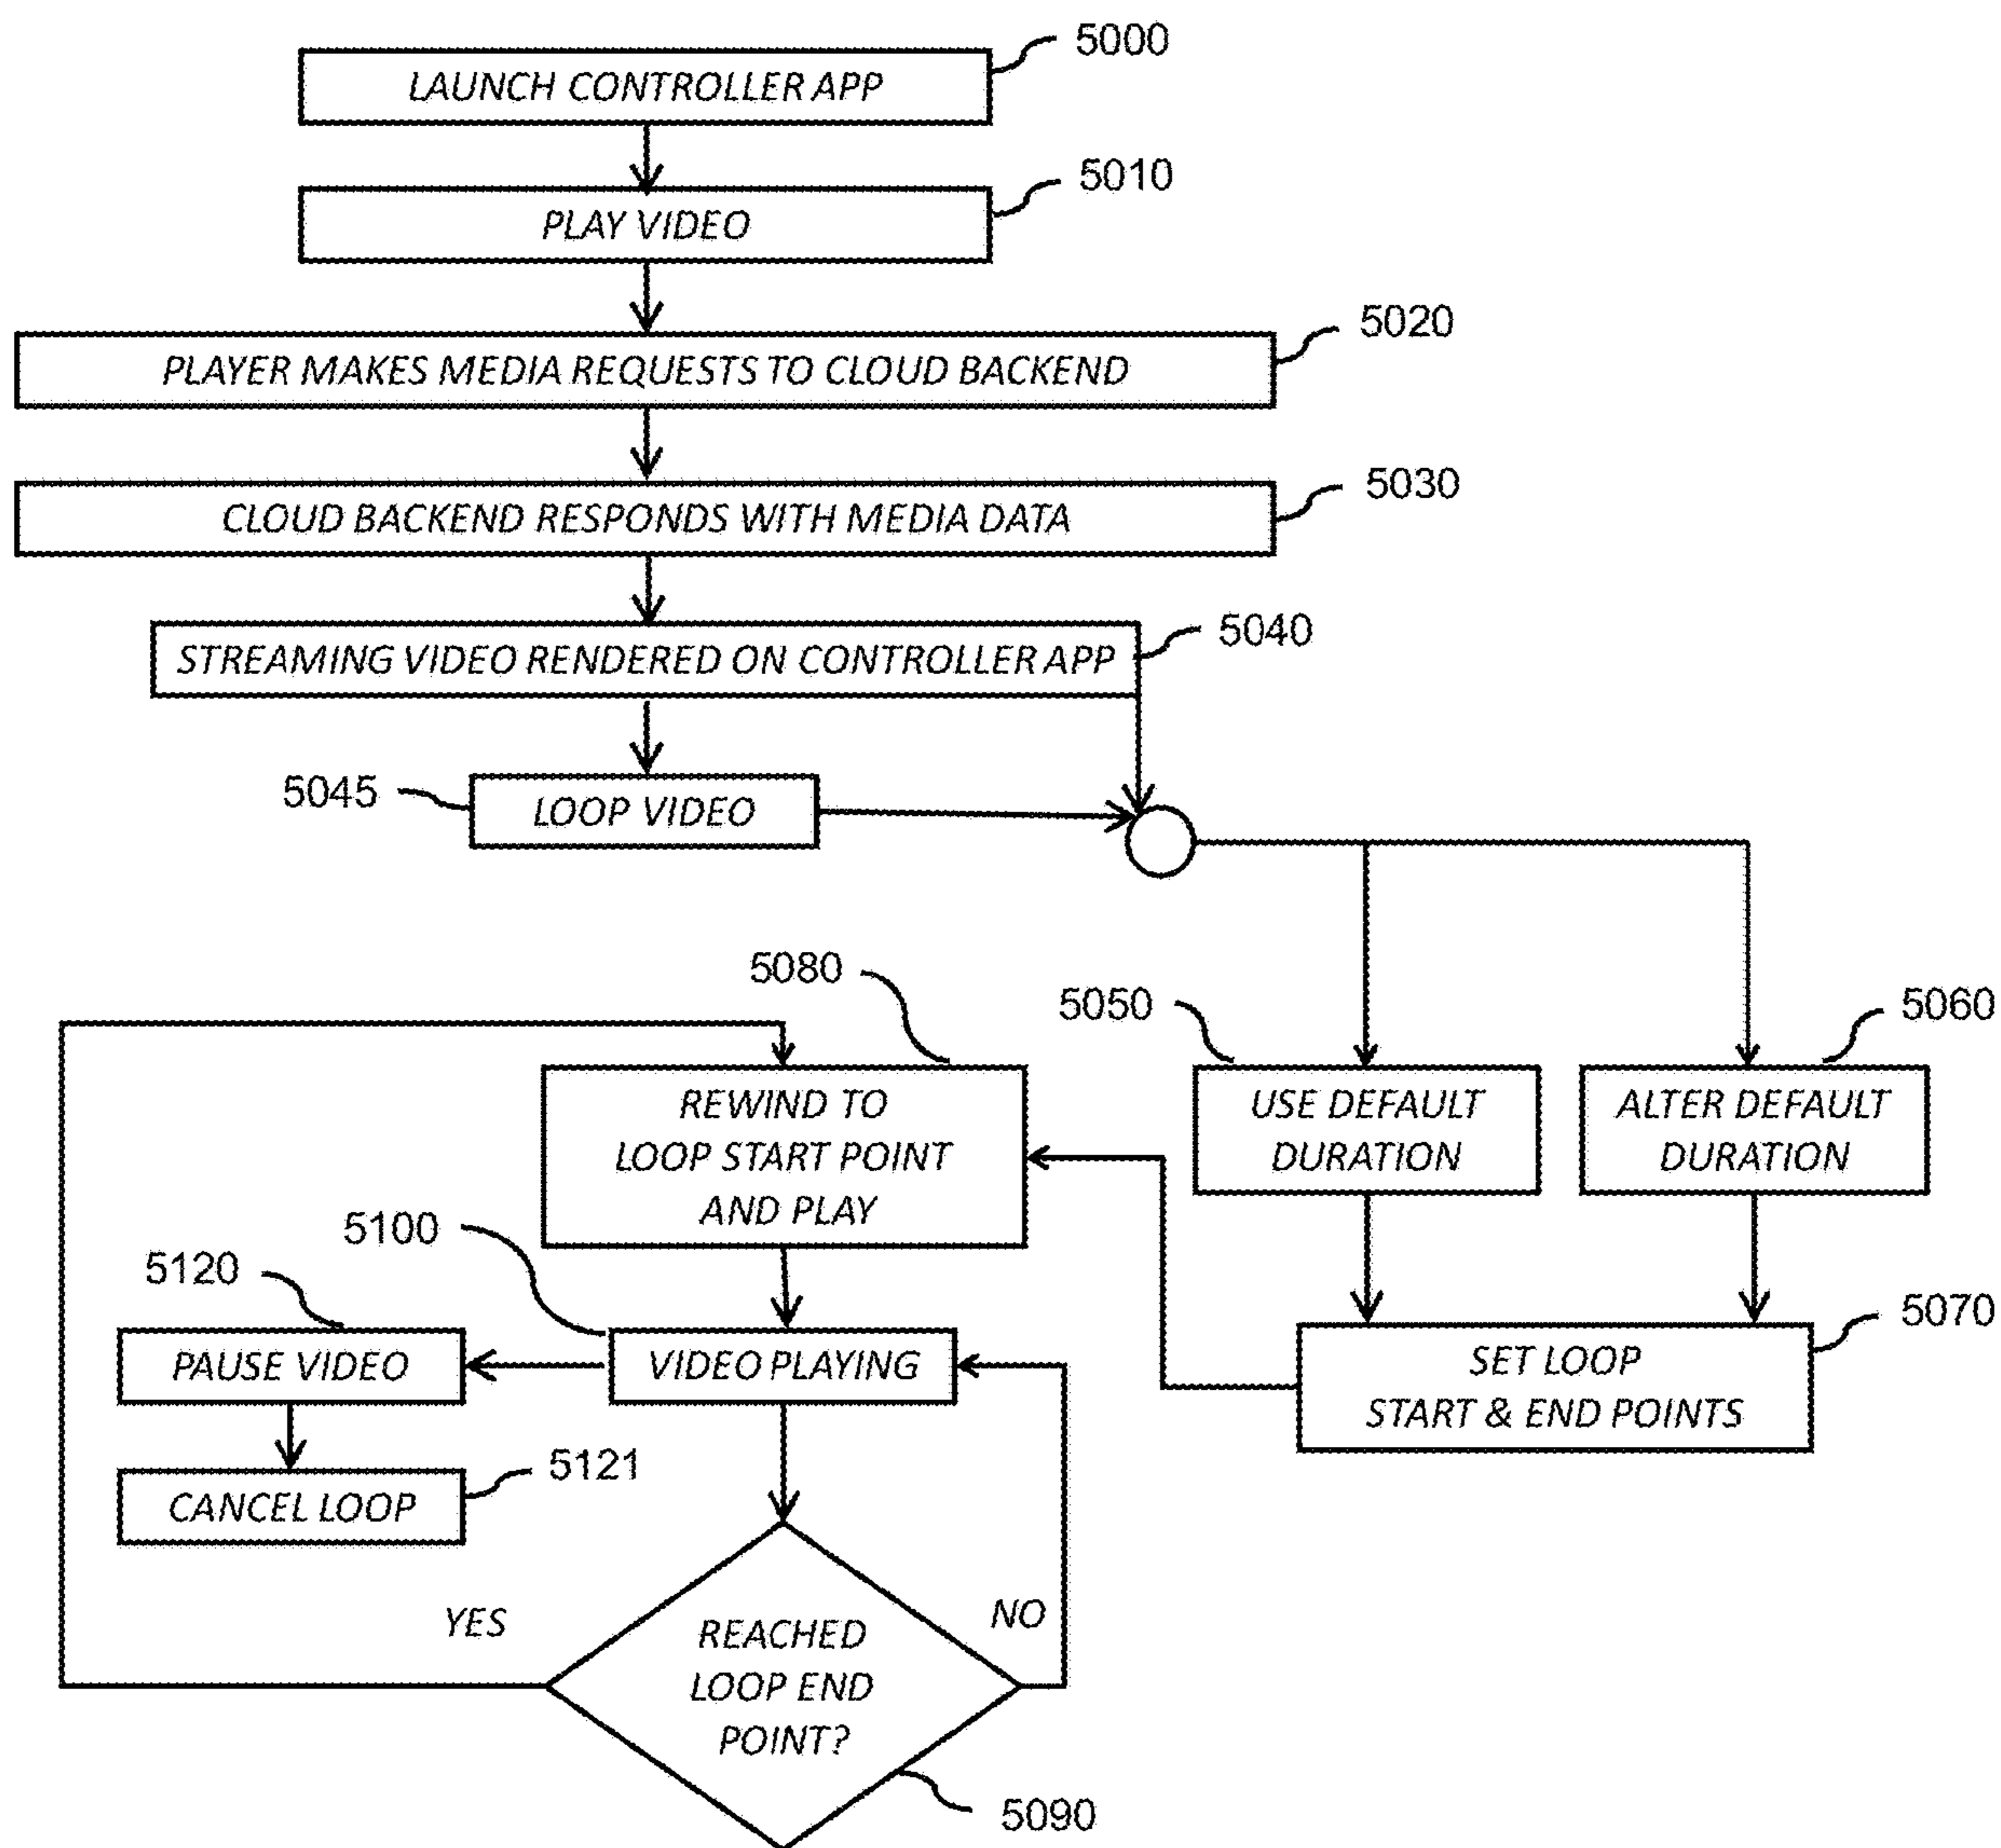 5000
LAUNCH CONTROLLER APP
5010
PLAY VIDEO
5020
PLAYER MAKES MEDIA REQUESTS TO CLOUD BACKEND
5030
CLOUD BACKEND RESPONDS WITH MEDIA DATA
5040
STREAMING VIDEO RENDERED ON CONTROLLER APP
5045
LOOP VIDEO
5080
5050
5060
REWIND TO
LOOP START POINT
AND PLAY
USE DEFAULT
DURATION
ALTER DEFAULT
DURATION
5100
5120
5070
PAUSE VIDEO
VIDEO PLAYING
SET LOOP
START & END POINTS
5121
CANCEL LOOP
YES
NO
REACHED
LOOP END
POINT?
5090